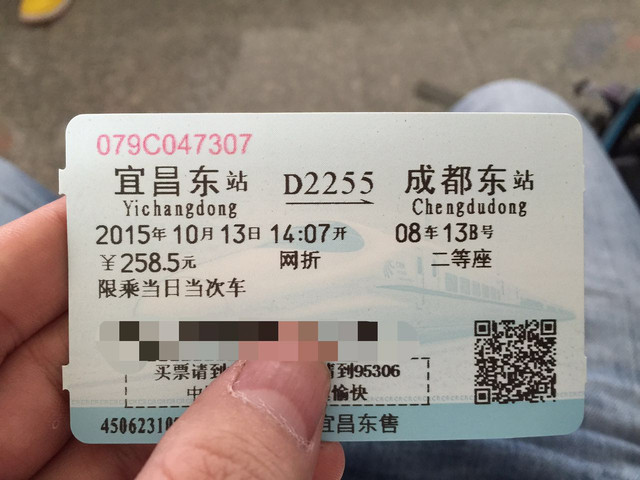 079C047307
宜昌东站 D2255 成都东站
Yichangdong Chengdudong
2015年10月13日 14:07开 08车13B号
￥258.5元 网折 二等座
限乘当日当次车
买票请到 请到95306
中 愉快
45062310 宜昌东售